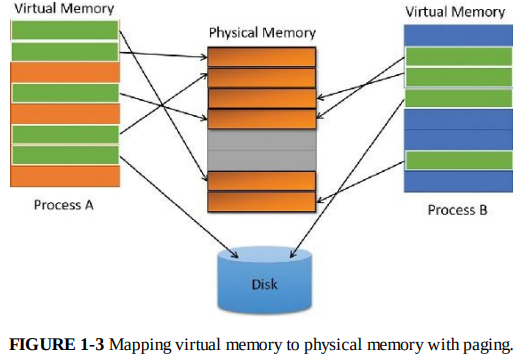 Virtual Memory
Physical Memory
Virtual Memory
Process A
Process B
Disk
FIGURE 1-3 Mapping virtual memory to physical memory with paging.